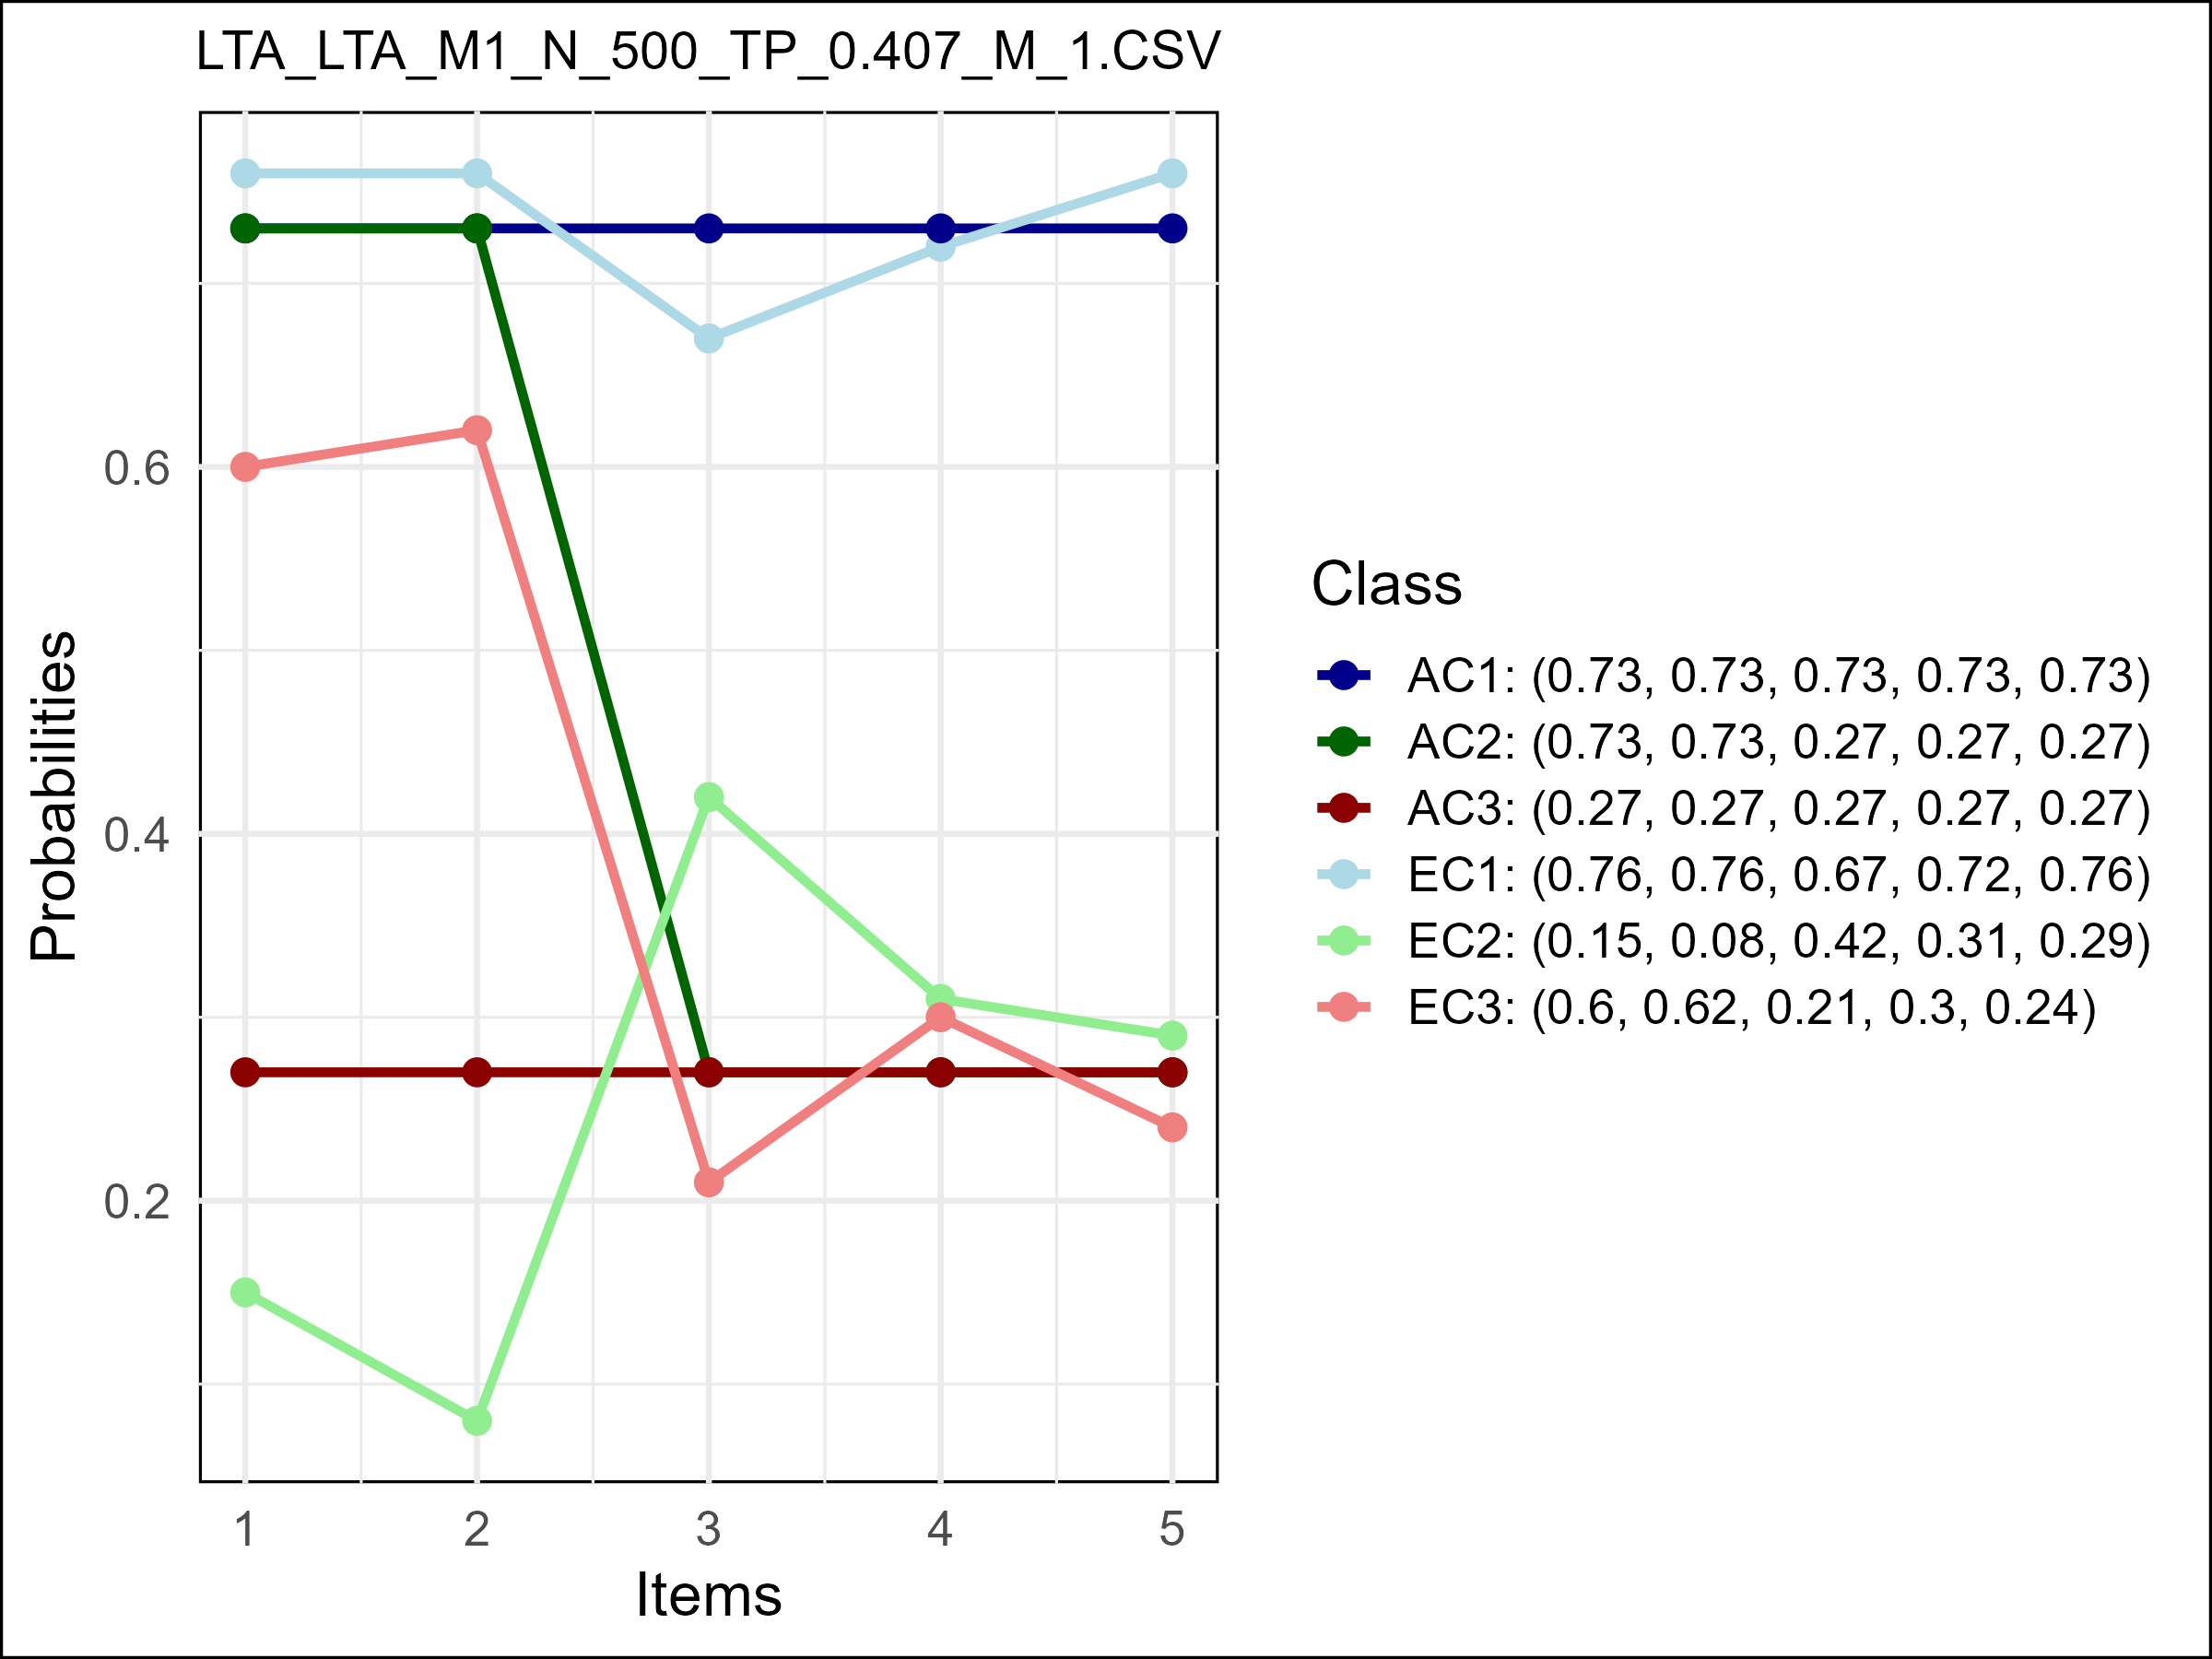 LTA_LTA_M1_N_500_TP_0.407_M_1.CSV
Probabilities
0.6
0.4
0.2
1 2 3 4 5
Items
Class
AC1: (0.73, 0.73, 0.73, 0.73, 0.73)
AC2: (0.73, 0.73, 0.27, 0.27, 0.27)
AC3: (0.27, 0.27, 0.27, 0.27, 0.27)
EC1: (0.76, 0.76, 0.67, 0.72, 0.76)
EC2: (0.15, 0.08, 0.42, 0.31, 0.29)
EC3: (0.6, 0.62, 0.21, 0.3, 0.24)